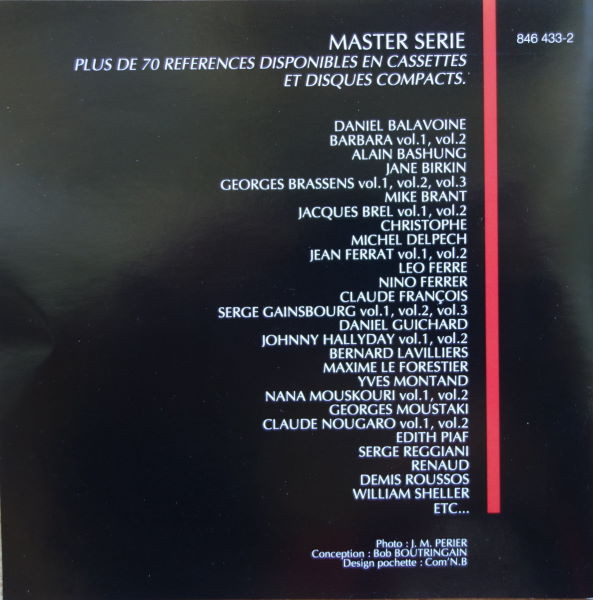 MASTER SERIE
846 433-2
PLUS DE 70 REFERENCES DISPONIBLES EN CASSETTES
ET DISQUES COMPACTS.
DANIEL BALAVOINE
BARBARA vol.1, vol.2
ALAIN BASHUNG
JANE BIRKIN
GEORGES BRASSENS vol.1, vol.2, vol.3
MIKE BRANT
JACQUES BREL vol.1, vol.2
CHRISTOPHE
MICHEL DELPECH
JEAN FERRAT vol.1, vol.2
LEO FERRE
NINO FERRER
CLAUDE FRANÇOIS
SERGE GAINSBOURG vol.1, vol.2, vol.3
DANIEL GUICHARD
JOHNNY HALLYDAY vol.1, vol.2
BERNARD LAVILLIERS
MAXIME LE FORESTIER
YVES MONTAND
NANA MOUSKOURI vol.1, vol.2
GEORGES MOUSTAKI
CLAUDE NOUGARO vol.1, vol.2
EDITH PIAF
SERGE REGGIANI
RENAUD
DEMIS ROUSSOS
WILLIAM SHELLER
ETC...
Photo : J. M. PERIER
Conception : Bob BOUTRINGAIN
Design pochette : Com'N.B